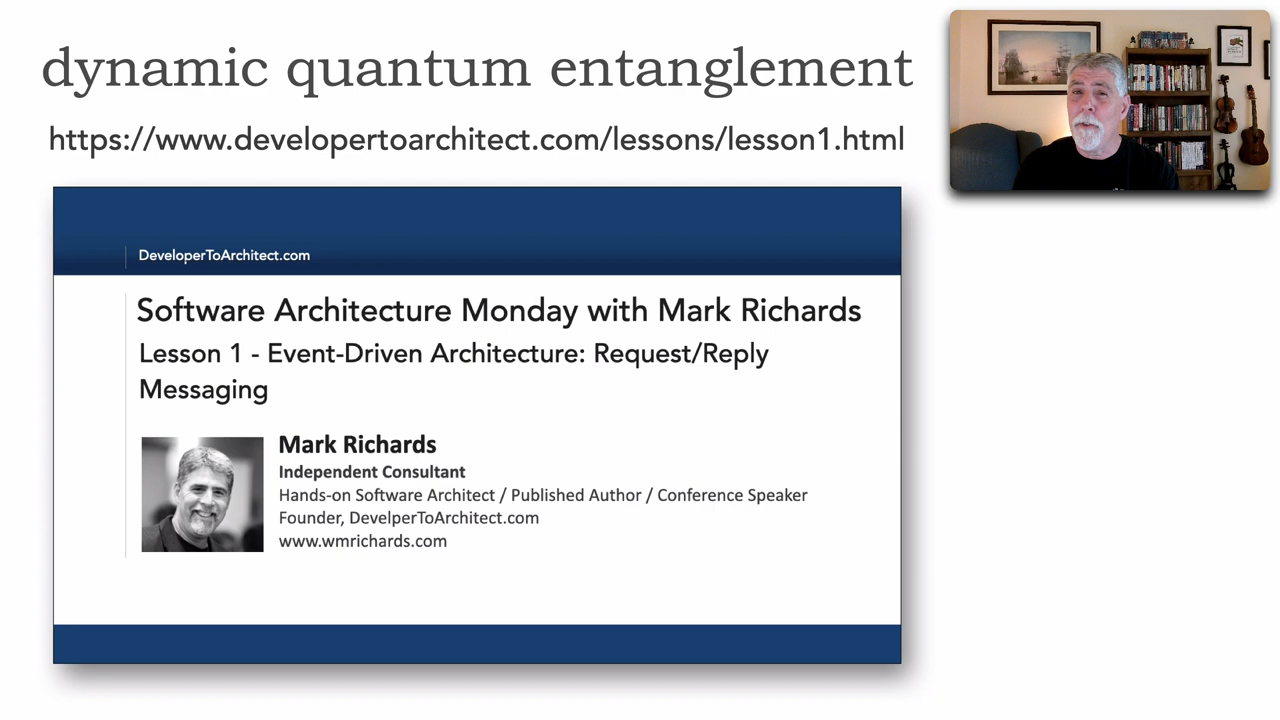 dynamic quantum entanglement
https://www.developertoarchitect.com/lessons/lesson1.html
DeveloperToArchitect.com
Software Architecture Monday with Mark Richards
Lesson 1 - Event-Driven Architecture: Request/Reply
Messaging
Mark Richards
Independent Consultant
Hands-on Software Architect / Published Author / Conference Speaker
Founder, DevelperToArchitect.com
www.wmrichards.com